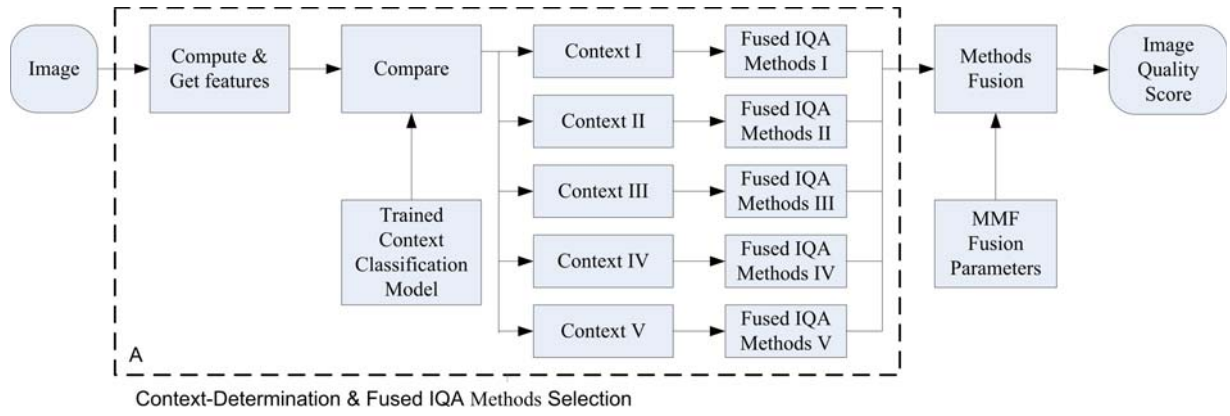 Image
Compute &
Get features
Compare
Trained
Context
Classification
Model
Context I
Context II
Context III
Context IV
Context V
Fused IQA
Methods I
Fused IQA
Methods II
Fused IQA
Methods III
Fused IQA
Methods IV
Fused IQA
Methods V
Methods
Fusion
MMF
Fusion
Parameters
Image
Quality
Score
A
Context-Determination & Fused IQA Methods Selection